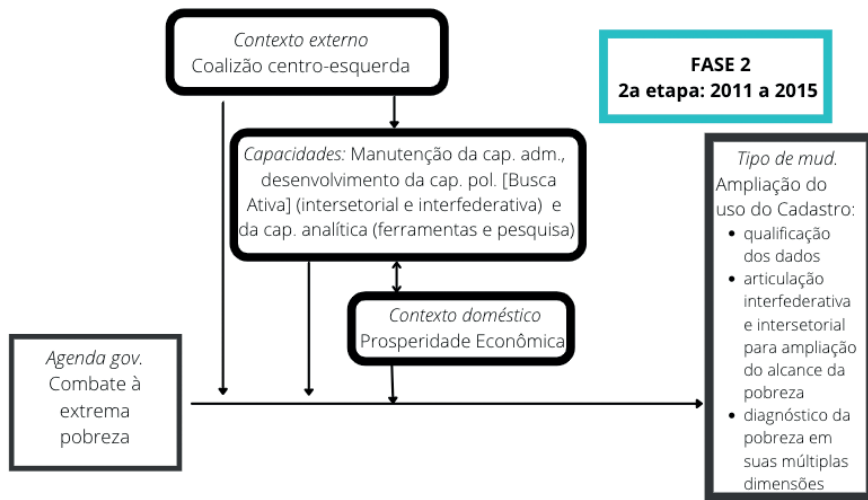 Contexto externo
Coalizão centro-esquerda
FASE 2
2a etapa: 2011 a 2015
Capacidades: Manutenção da cap. adm.,
desenvolvimento da cap. pol. [Busca
Ativa] (intersetorial e interfederativa) e
da cap. analítica (ferramentas e pesquisa)
Contexto doméstico
Prosperidade Econômica
Agenda gov.
Combate à
extrema
pobreza
Tipo de mud.
Ampliação do
uso do Cadastro:
• qualificação
dos dados
• articulação
interfederativa
e intersetorial
para ampliação
do alcance da
pobreza
• diagnóstico da
pobreza em
suas múltiplas
dimensões